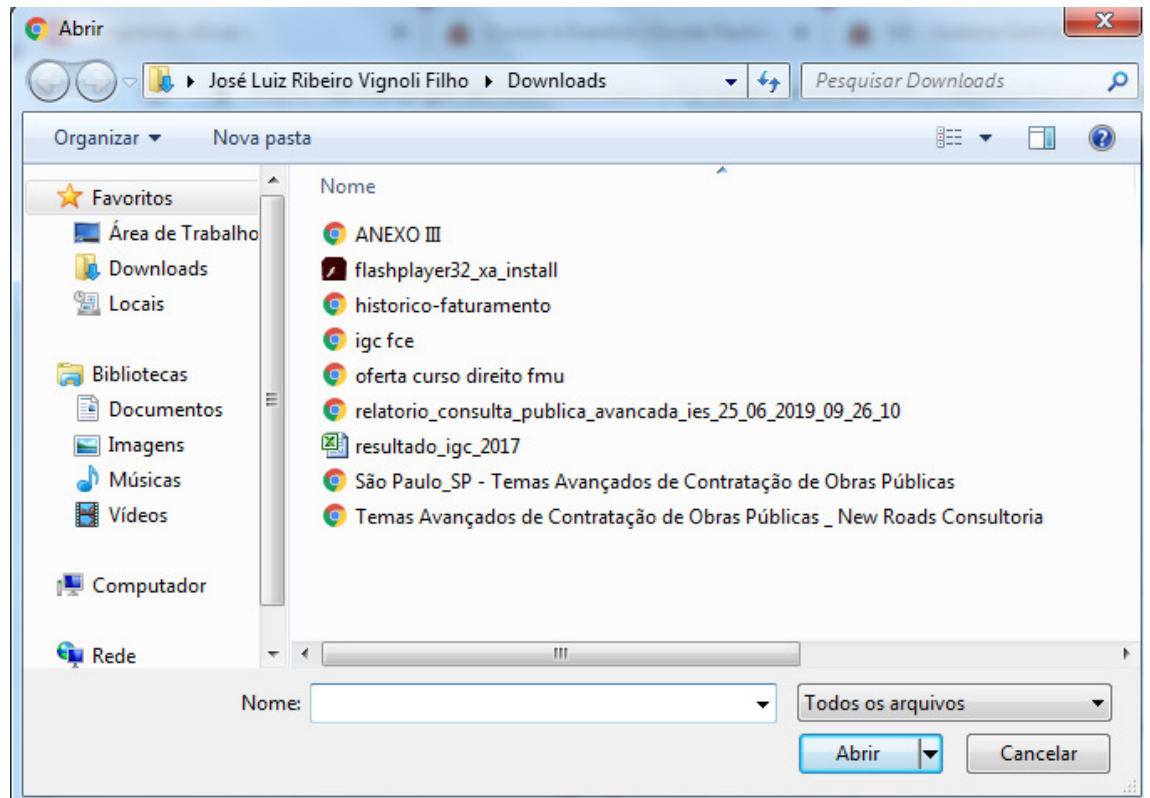 Abrir
José Luiz Ribeiro Vignoli Filho Downloads
Pesquisar Downloads
Organizar Nova pasta
Favoritos
Área de Trabalho
Downloads
Locais
Bibliotecas
Documentos
Imagens
Músicas
Vídeos
Computador
Rede
Nome
ANEXO III
flashplayer32_xa_install
historico-faturamento
igc fce
oferta curso direito fmu
relatorio_consulta_publica_avancada_ies_25_06_2019_09_26_10
resultado_igc_2017
São Paulo_SP - Temas Avançados de Contratação de Obras Públicas
Temas Avançados de Contratação de Obras Públicas _ New Roads Consultoria
Nome:
Todos os arquivos
Abrir
Cancelar